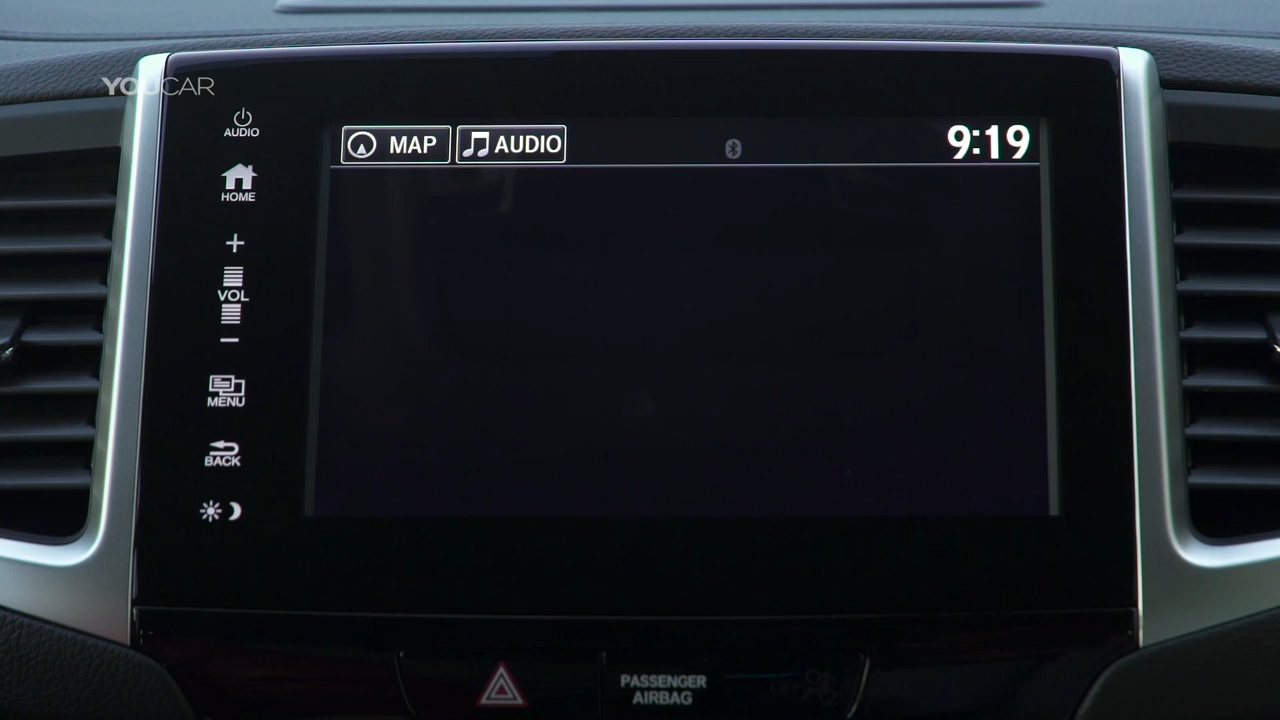 YOUCAR
AUDIO
MAP
AUDIO
9:19
HOME
+
VOL
−
MENU
BACK
PASSENGER
AIRBAG